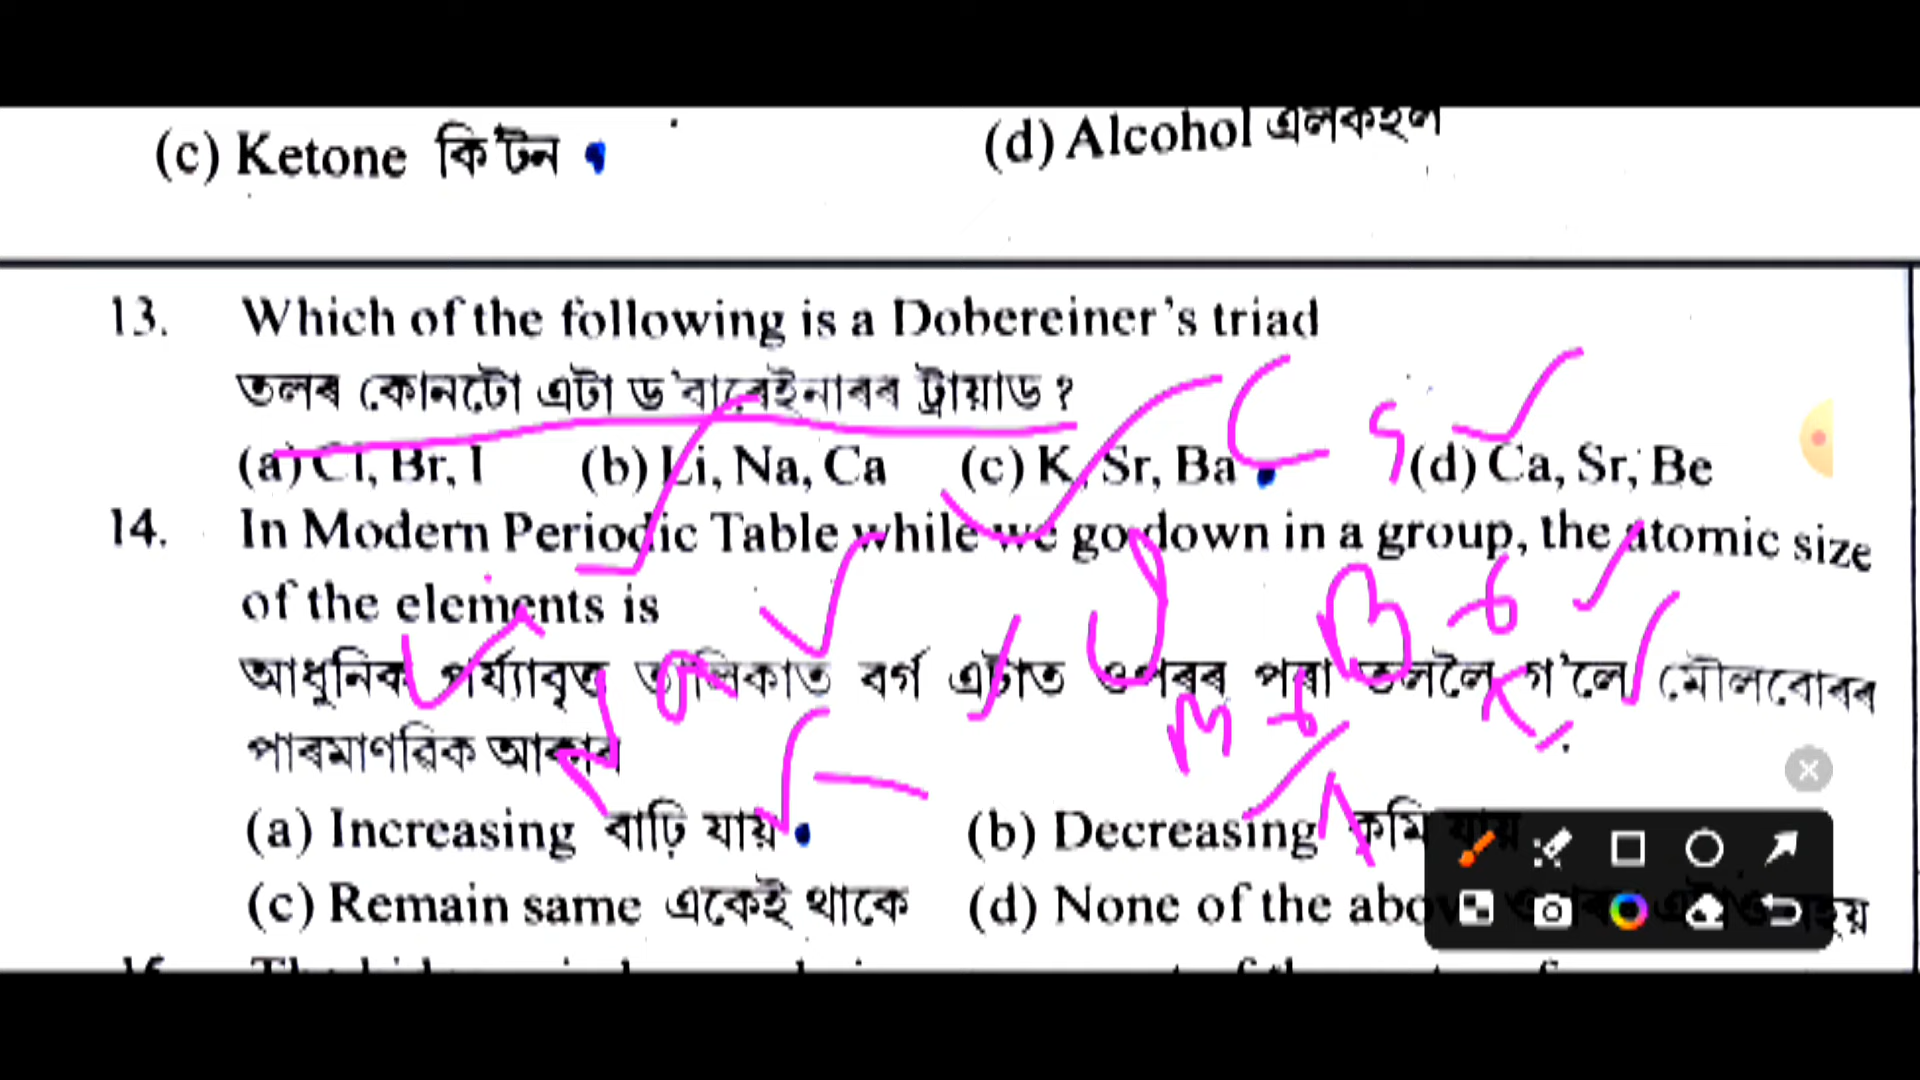 (c) Ketone কি'টন
(d) Alcohol এলকহল
13. Which of the following is a Dobereiner's triad
তলৰ কোনটো এটা ড'বাৰেইনাৰৰ ট্ৰায়াড ?
(a) Cl, Br, I (b) Li, Na, Ca (c) K, Sr, Ba (d) Ca, Sr, Be
14. In Modern Periodic Table while we go down in a group, the atomic size
of the elements is
আধুনিক পৰ্য্যাবৃত্ত তালিকাত বৰ্গ এটাত ওপৰৰ পৰা তললৈ গ'লে মৌলবোৰৰ
পাৰমাণৱিক আকাৰ
(a) Increasing বাঢ়ি যায় (b) Decreasing কমি যায়
(c) Remain same একেই থাকে (d) None of the above